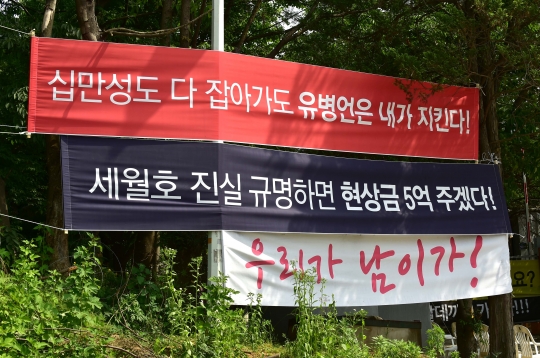 십만성도 다 잡아가도 유병언은 내가 지킨다!
세월호 진실 규명하면 현상금 5억 주겠다!
우리가 남이가!
요?